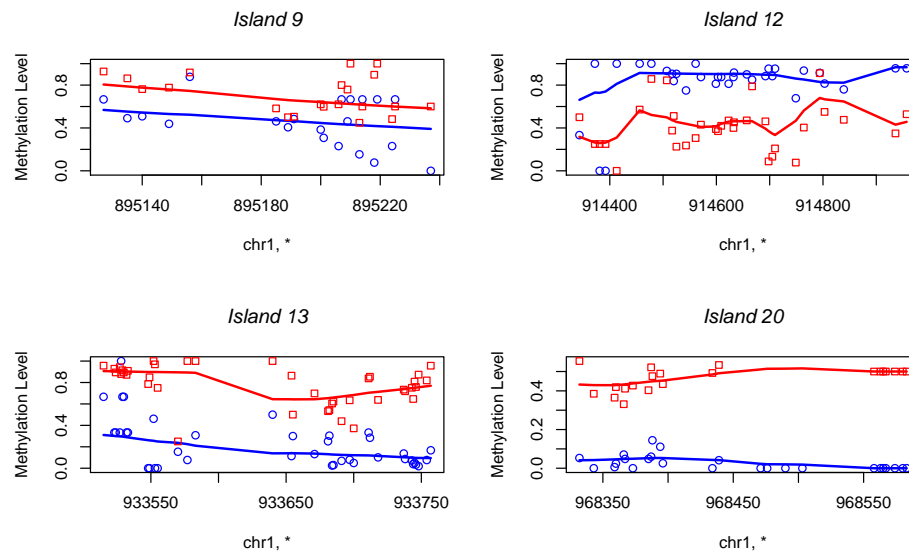 Island 9
Methylation Level
0.0 0.4 0.8
895140 895180 895220
chr1, *
Island 12
Methylation Level
0.0 0.4 0.8
914400 914600 914800
chr1, *
Island 13
Methylation Level
0.0 0.4 0.8
933550 933650 933750
chr1, *
Island 20
Methylation Level
0.0 0.2 0.4
968350 968450 968550
chr1, *